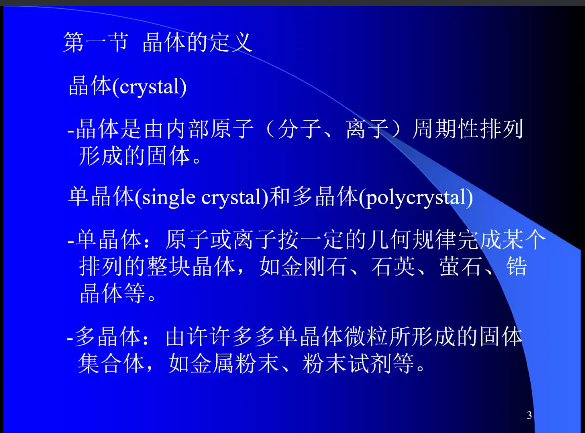 第一节 晶体的定义
晶体(crystal)
-晶体是由内部原子（分子、离子）周期性排列
形成的固体。
单晶体(single crystal)和多晶体(polycrystal)
-单晶体：原子或离子按一定的几何规律完成某个
排列的整块晶体，如金刚石、石英、萤石、锆
晶体等。
-多晶体：由许许多多单晶体微粒所形成的固体
集合体，如金属粉末、粉末试剂等。
3